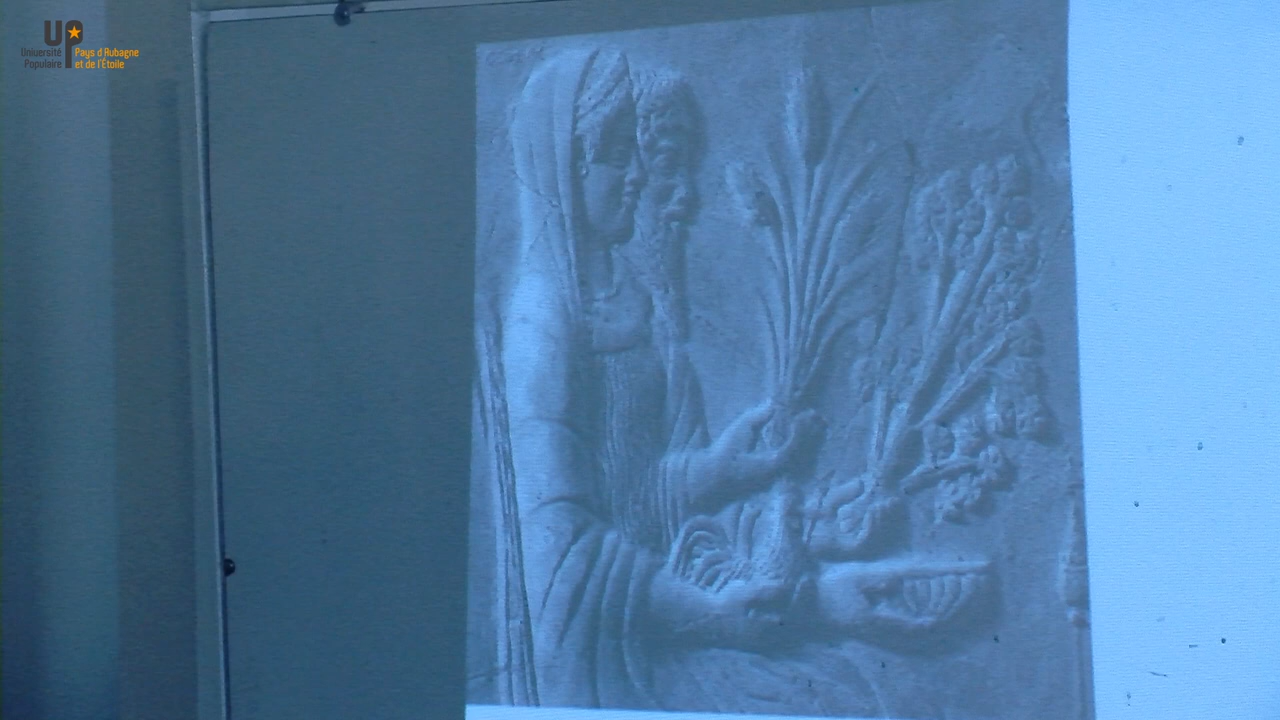 UP
Université
Populaire
Pays d'Aubagne
et de l'Étoile